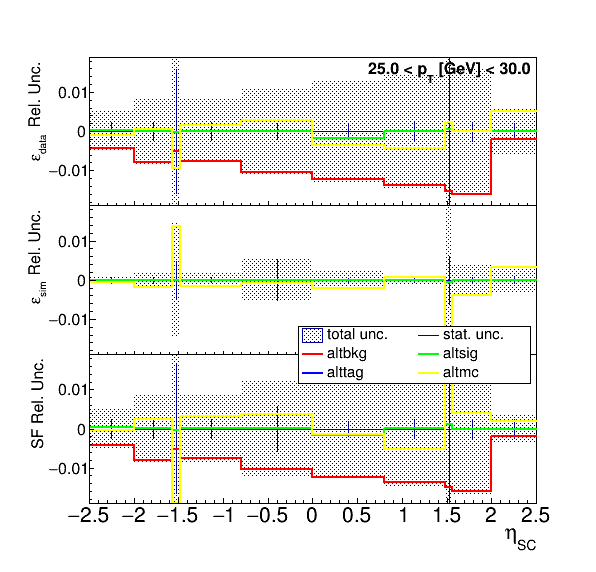 25.0 < p_T [GeV] < 30.0
ε_data Rel. Unc.
0.01
0
−0.01
ε_sim Rel. Unc.
0.01
0
−0.01
total unc. stat. unc.
altbkg altsig
alttag altmc
SF Rel. Unc.
0.01
0
−0.01
−2.5 −2 −1.5 −1 −0.5 0 0.5 1 1.5 2 2.5
η_SC